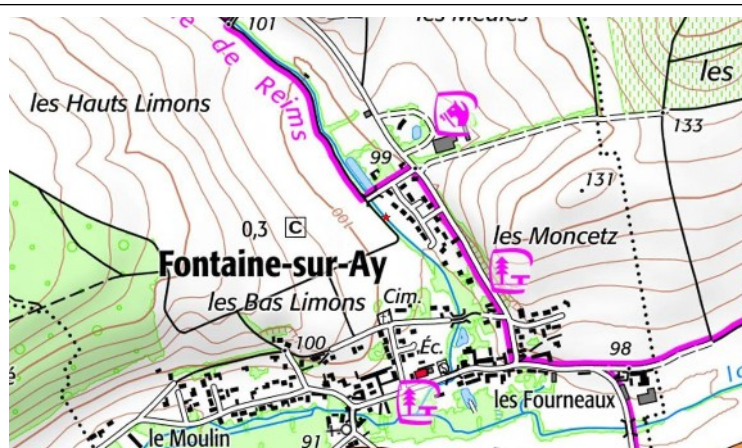 101
les Meules
de Reims
les
les Hauts Limons
133
99
131
0,3 C
100
les Moncetz
Fontaine-sur-Ay
les Bas Limons
Cim.
100
Éc.
98
les Fourneaux
le Moulin
91